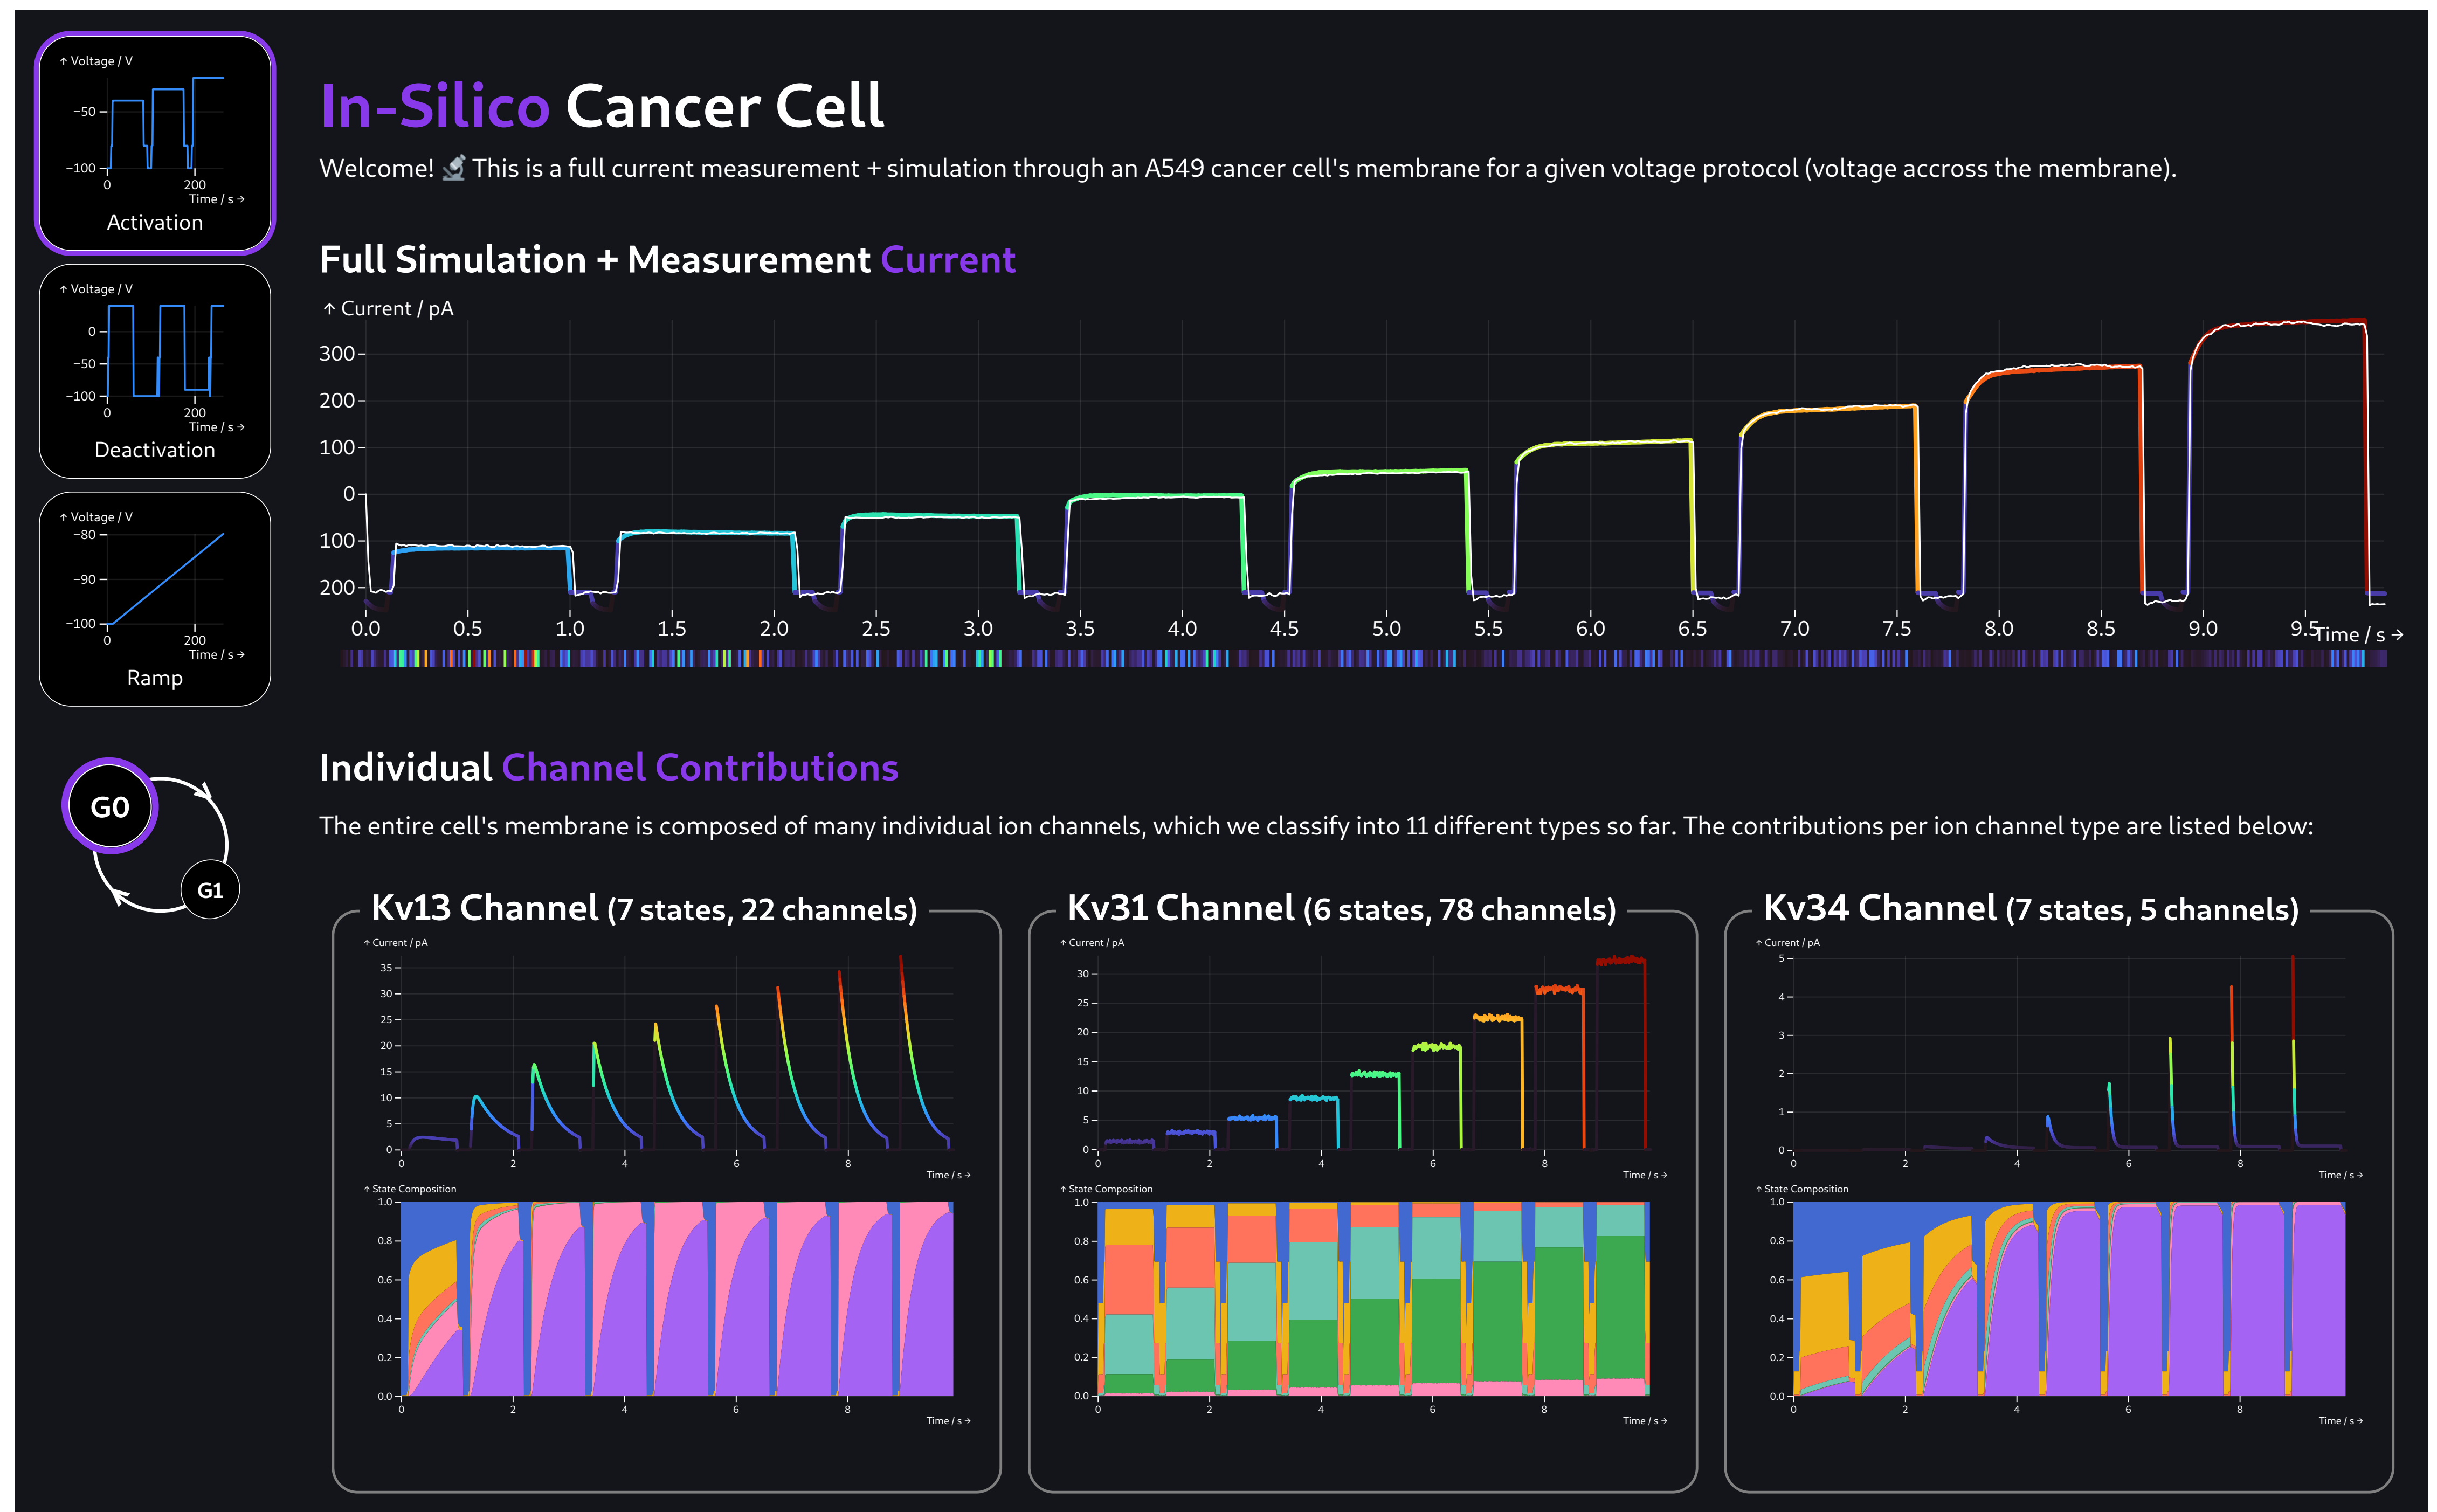 ↑ Voltage / V
−50
−100
0 200
Time / s →
Activation
↑ Voltage / V
0
−50
−100
0 200
Time / s →
Deactivation
↑ Voltage / V
−80
−90
−100
0 200
Time / s →
Ramp
G0
G1
In-Silico Cancer Cell
Welcome! 🔬 This is a full current measurement + simulation through an A549 cancer cell's membrane for a given voltage protocol (voltage accross the membrane).
Full Simulation + Measurement Current
↑ Current / pA
300
200
100
0
100
200
0.0 0.5 1.0 1.5 2.0 2.5 3.0 3.5 4.0 4.5 5.0 5.5 6.0 6.5 7.0 7.5 8.0 8.5 9.0 9.5
Time / s →
Individual Channel Contributions
The entire cell's membrane is composed of many individual ion channels, which we classify into 11 different types so far. The contributions per ion channel type are listed below:
Kv13 Channel (7 states, 22 channels)
↑ Current / pA
35
30
25
20
15
10
5
0
0 2 4 6 8
Time / s →
↑ State Composition
1.0
0.8
0.6
0.4
0.2
0.0
0 2 4 6 8
Time / s →
Kv31 Channel (6 states, 78 channels)
↑ Current / pA
30
25
20
15
10
5
0
0 2 4 6 8
Time / s →
↑ State Composition
1.0
0.8
0.6
0.4
0.2
0.0
0 2 4 6 8
Time / s →
Kv34 Channel (7 states, 5 channels)
↑ Current / pA
5
4
3
2
1
0
0 2 4 6 8
Time / s →
↑ State Composition
1.0
0.8
0.6
0.4
0.2
0.0
0 2 4 6 8
Time / s →